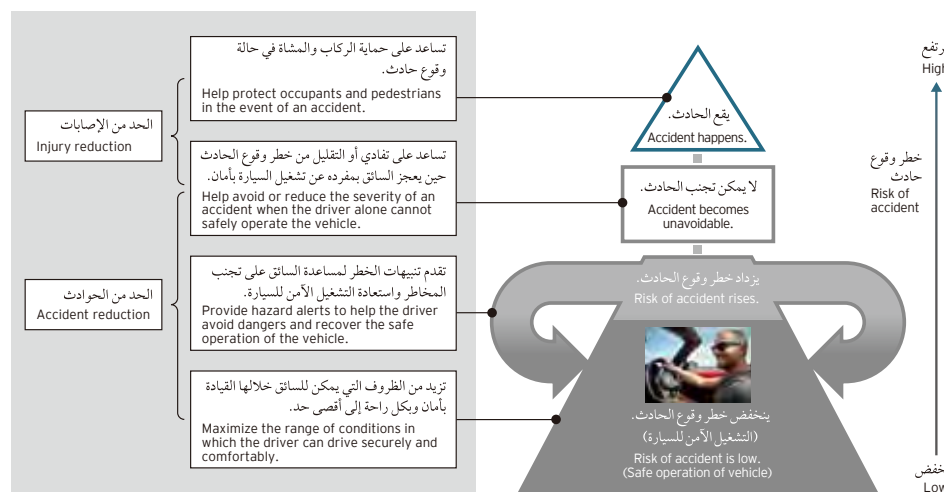 تساعد على حماية الركاب والمشاة في حالة
وقوع حادث.
Help protect occupants and pedestrians
in the event of an accident.
الحد من الإصابات
Injury reduction
تساعد على تفادي أو التقليل من خطر وقوع الحادث
حين يعجز السائق بمفرده عن تشغيل السيارة بأمان.
Help avoid or reduce the severity of an
accident when the driver alone cannot
safely operate the vehicle.
تقدم تنبيهات الخطر لمساعدة السائق على تجنب
المخاطر واستعادة التشغيل الآمن للسيارة.
Provide hazard alerts to help the driver
avoid dangers and recover the safe
operation of the vehicle.
الحد من الحوادث
Accident reduction
تزيد من الظروف التي يمكن للسائق خلالها القيادة
بأمان وبكل راحة إلى أقصى حد.
Maximize the range of conditions in
which the driver can drive securely and
comfortably.
يقع الحادث.
Accident happens.
لا يمكن تجنب الحادث.
Accident becomes
unavoidable.
يزداد خطر وقوع الحادث.
Risk of accident rises.
ينخفض خطر وقوع الحادث.
(التشغيل الآمن للسيارة)
Risk of accident is low.
(Safe operation of vehicle)
High
خطر وقوع
حادث
Risk of
accident
Low